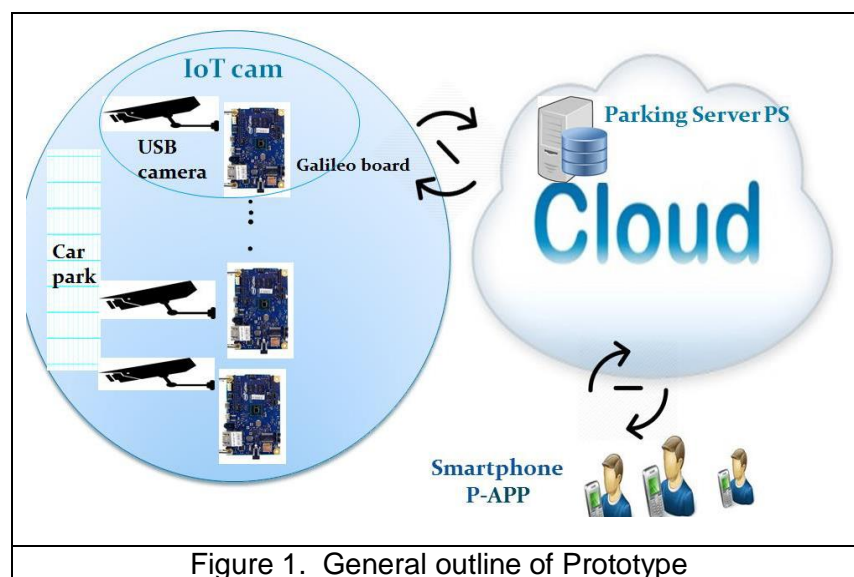 IoT cam
USB
camera
Galileo board
Car
park
Parking Server PS
Cloud
Smartphone
P-APP
Figure 1. General outline of Prototype